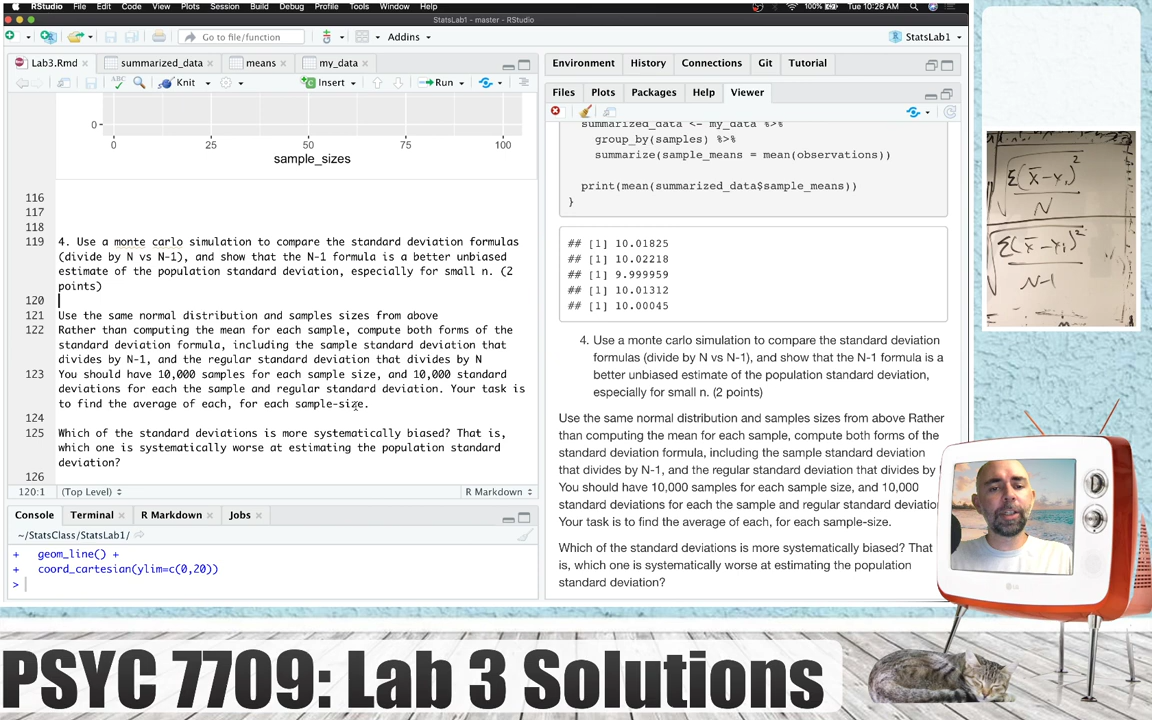 RStudio File Edit Code View Plots Session Build Debug Profile Tools Window Help 100% Tue 10:26 AM
StatsLab1 - master - RStudio
Go to file/function Addins StatsLab1
Lab3.Rmd summarized_data means my_data
Knit Insert Run
0
0 25 50 75 100
sample_sizes
116
117
118
119 4. Use a monte carlo simulation to compare the standard deviation formulas
(divide by N vs N-1), and show that the N-1 formula is a better unbiased
estimate of the population standard deviation, especially for small n. (2
points)
120
121 Use the same normal distribution and samples sizes from above
122 Rather than computing the mean for each sample, compute both forms of the
standard deviation formula, including the sample standard deviation that
divides by N-1, and the regular standard deviation that divides by N
123 You should have 10,000 samples for each sample size, and 10,000 standard
deviations for each the sample and regular standard deviation. Your task is
to find the average of each, for each sample-size.
124
125 Which of the standard deviations is more systematically biased? That is,
which one is systematically worse at estimating the population standard
deviation?
126
120:1 (Top Level) R Markdown
Console Terminal R Markdown Jobs
~/StatsClass/StatsLab1/
+ geom_line() +
+ coord_cartesian(ylim=c(0,20))
>
Environment History Connections Git Tutorial
Files Plots Packages Help Viewer
summarized_data <- my_data %>%
group_by(samples) %>%
summarize(sample_means = mean(observations))
print(mean(summarized_data$sample_means))
}
## [1] 10.01825
## [1] 10.02218
## [1] 9.999959
## [1] 10.01312
## [1] 10.00045
4. Use a monte carlo simulation to compare the standard deviation
formulas (divide by N vs N-1), and show that the N-1 formula is a
better unbiased estimate of the population standard deviation,
especially for small n. (2 points)
Use the same normal distribution and samples sizes from above Rather
than computing the mean for each sample, compute both forms of the
standard deviation formula, including the sample standard deviation
that divides by N-1, and the regular standard deviation that divides by
You should have 10,000 samples for each sample size, and 10,000
standard deviations for each the sample and regular standard deviatio
Your task is to find the average of each, for each sample-size.
Which of the standard deviations is more systematically biased? That
is, which one is systematically worse at estimating the population
standard deviation?
√Σ(x̄-xᵢ)²
N
√Σ(x̄-xᵢ)²
N-1
LG
PSYC 7709: Lab 3 Solutions